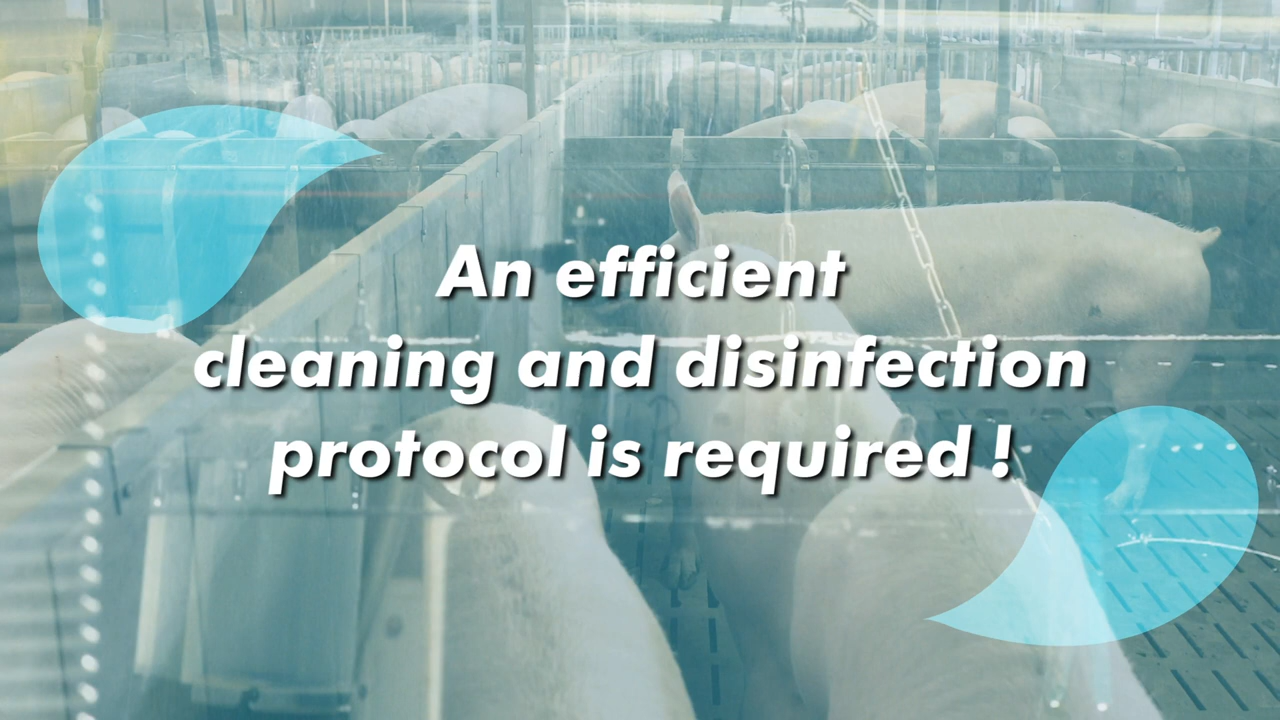 An efficient
cleaning and disinfection
protocol is required !